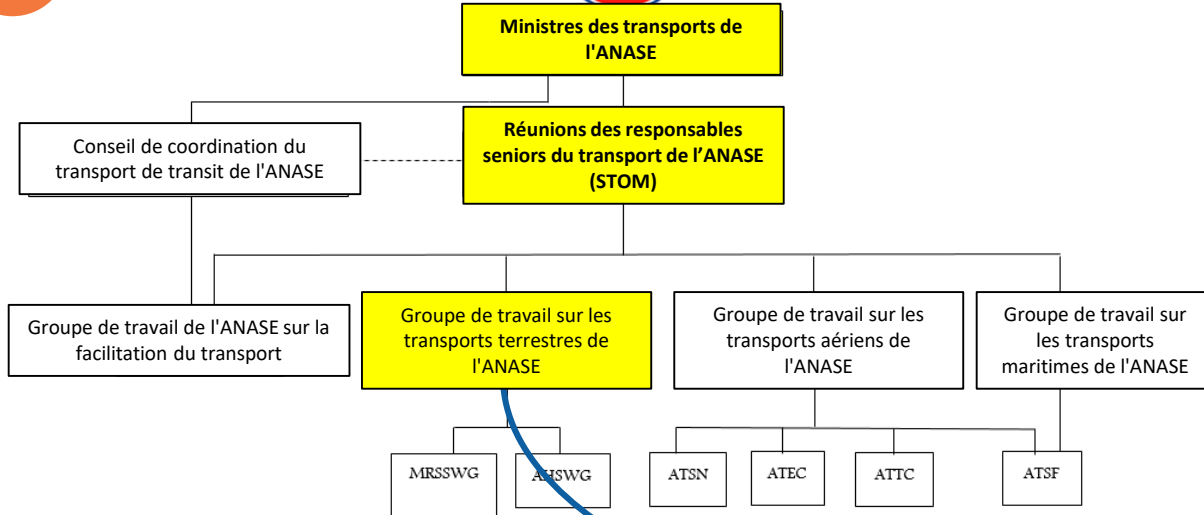 Ministres des transports de
l'ANASE
Conseil de coordination du
transport de transit de l'ANASE
Réunions des responsables
seniors du transport de l’ANASE
(STOM)
Groupe de travail de l'ANASE sur la
facilitation du transport
Groupe de travail sur les
transports terrestres de
l'ANASE
Groupe de travail sur les
transports aériens de
l'ANASE
Groupe de travail sur
les transports
maritimes de l'ANASE
MRSSWG
AHSWG
ATSN
ATEC
ATTC
ATSF